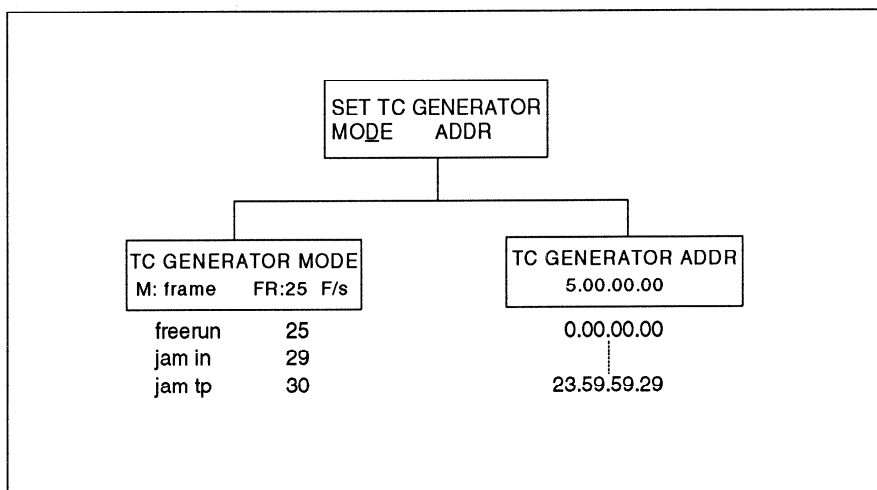 SET TC GENERATOR
MODE ADDR
TC GENERATOR MODE
M: frame FR:25 F/s
freerun 25
jam in 29
jam tp 30
TC GENERATOR ADDR
5.00.00.00
0.00.00.00
23.59.59.29